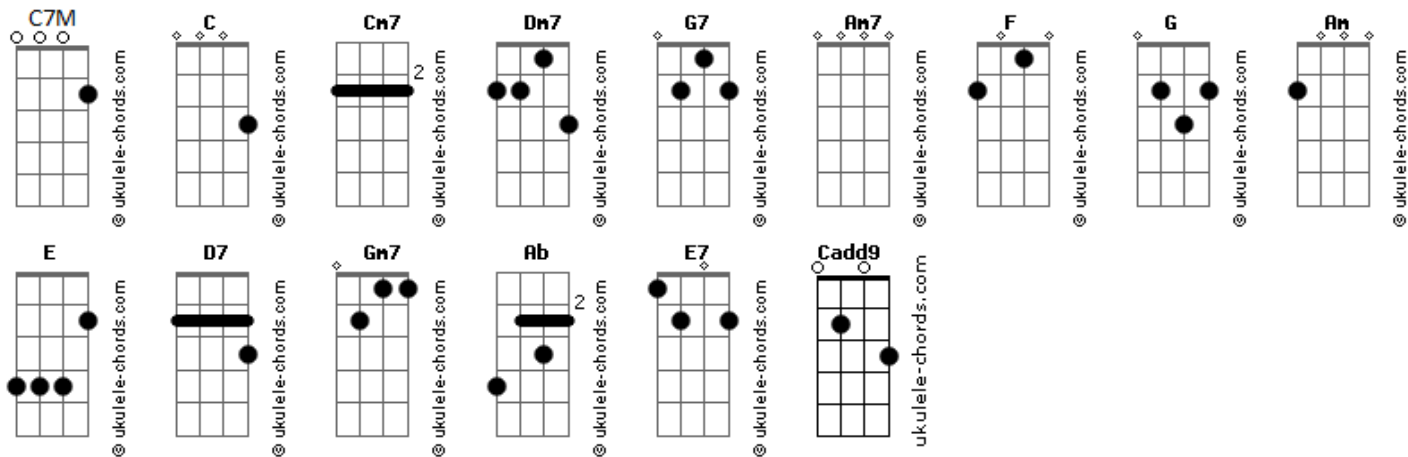 C7M C Cm7 Dm7 G7 Am7 F G Am
2
© ukulele-chords.com © ukulele-chords.com © ukulele-chords.com © ukulele-chords.com © ukulele-chords.com © ukulele-chords.com © ukulele-chords.com © ukulele-chords.com © ukulele-chords.com
E D7 Gm7 Ab E7 Cadd9
2
© ukulele-chords.com © ukulele-chords.com © ukulele-chords.com © ukulele-chords.com © ukulele-chords.com ukulele-chords.com